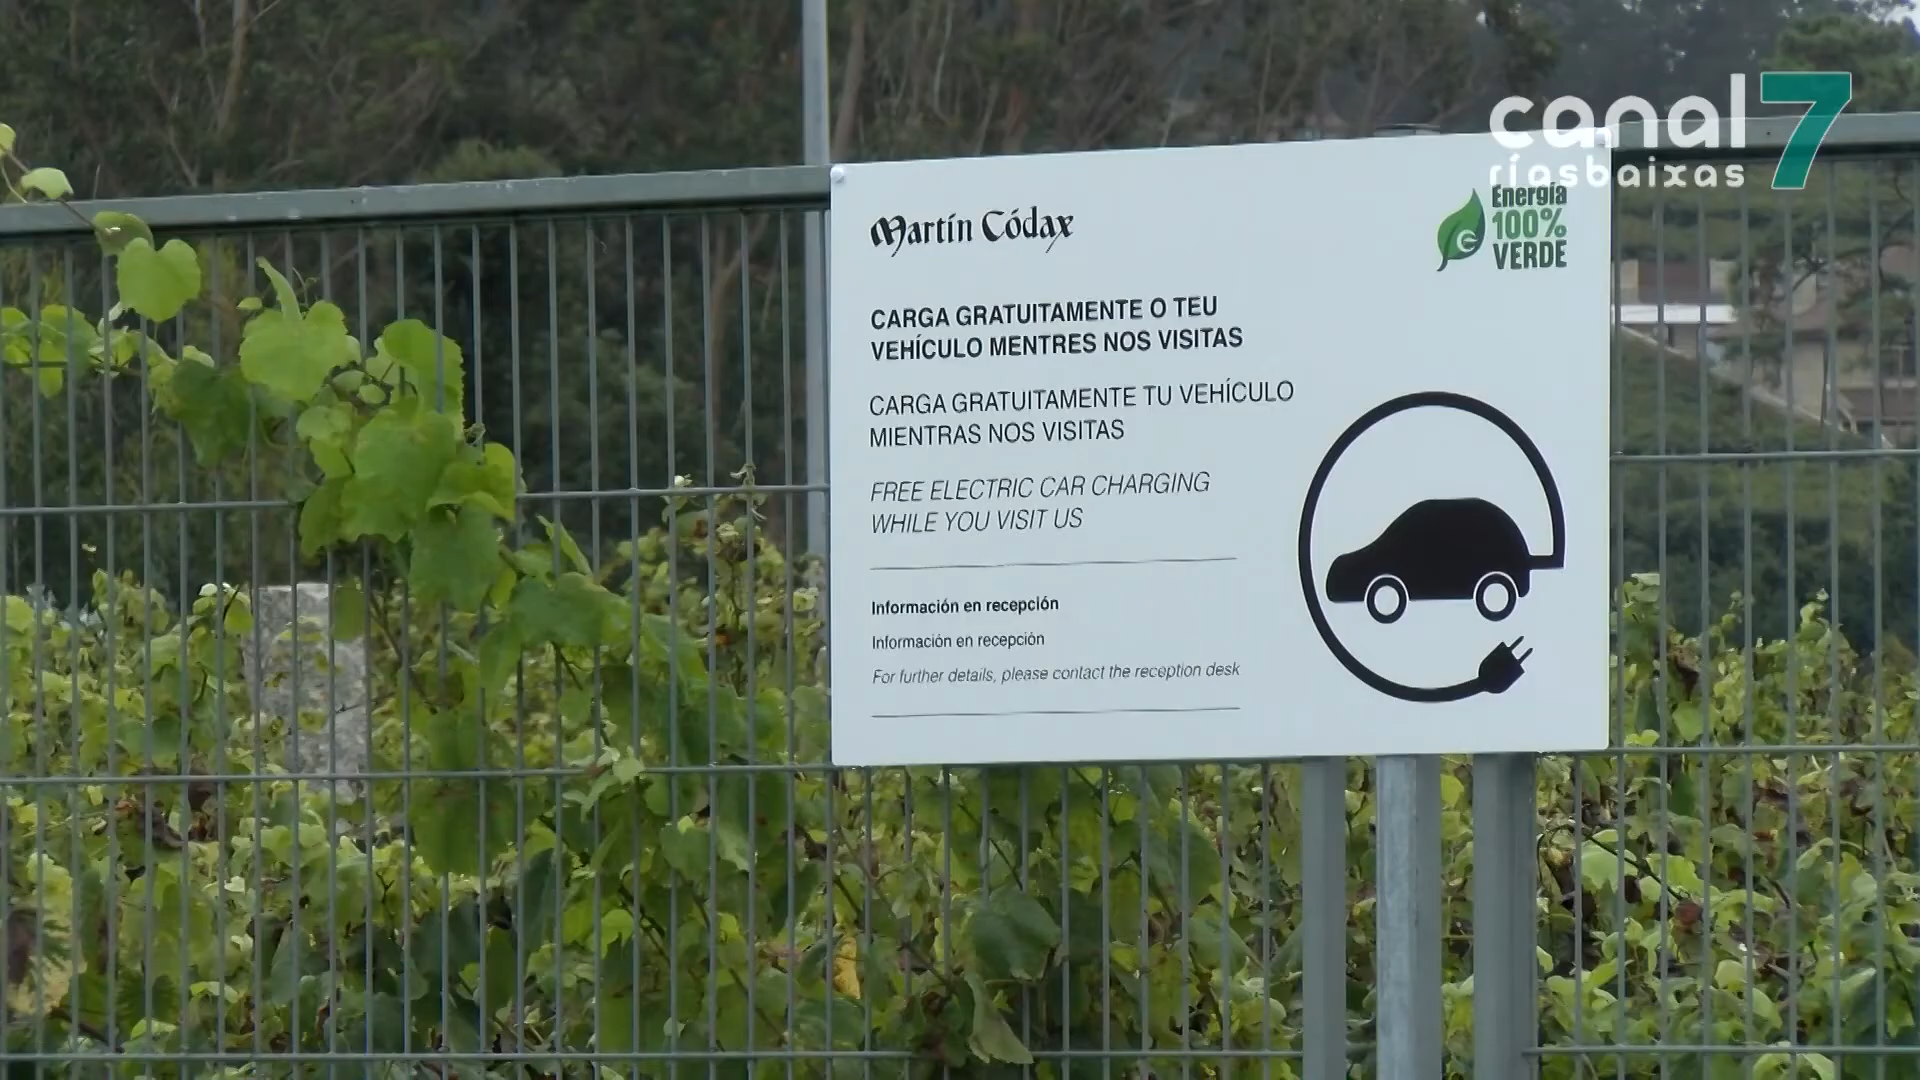 canal 7
ríasbaixas
Martín Códax
Energía
100%
VERDE
CARGA GRATUITAMENTE O TEU
VEHÍCULO MENTRES NOS VISITAS
CARGA GRATUITAMENTE TU VEHÍCULO
MIENTRAS NOS VISITAS
FREE ELECTRIC CAR CHARGING
WHILE YOU VISIT US
Información en recepción
Información en recepción
For further details, please contact the reception desk